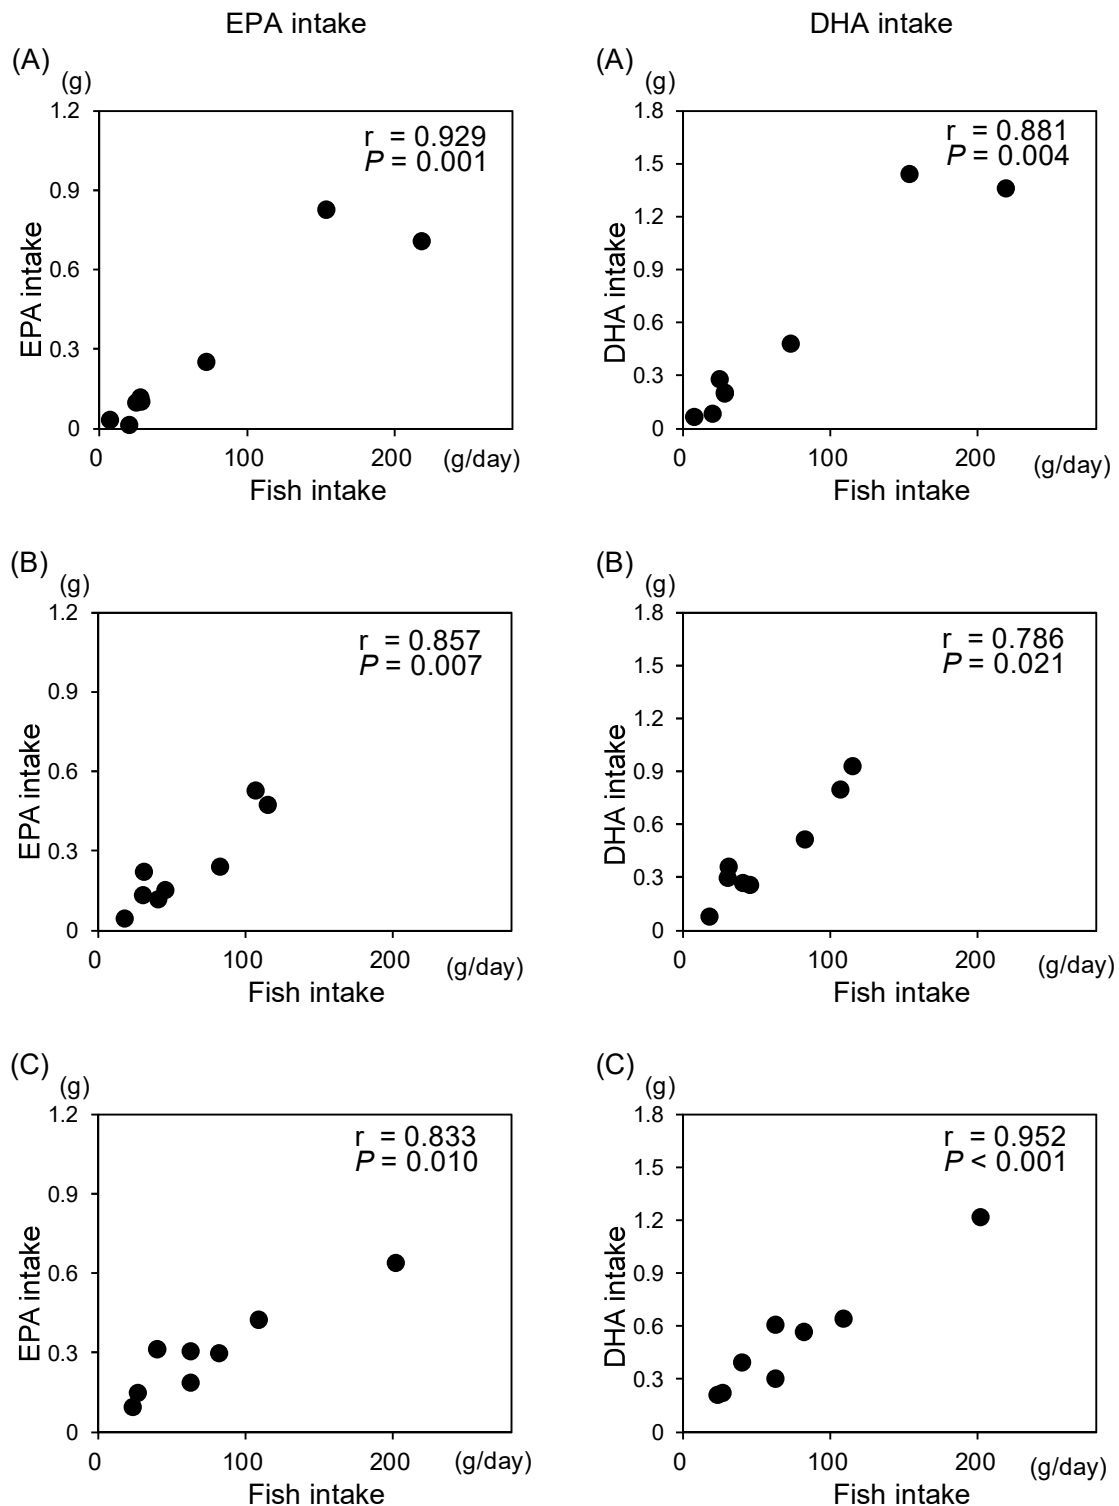 EPA intake
DHA intake
(A)
(g)
1.2
0.9
0.6
0.3
0
EPA intake
r = 0.929
P = 0.001
0
100
200
(g/day)
Fish intake
(A)
(g)
1.8
1.5
1.2
0.9
0.6
0.3
0
DHA intake
r = 0.881
P = 0.004
0
100
200
(g/day)
Fish intake
(B)
(g)
1.2
0.9
0.6
0.3
0
EPA intake
r = 0.857
P = 0.007
0
100
200
(g/day)
Fish intake
(B)
(g)
1.8
1.5
1.2
0.9
0.6
0.3
0
DHA intake
r = 0.786
P = 0.021
0
100
200
(g/day)
Fish intake
(C)
(g)
1.2
0.9
0.6
0.3
0
EPA intake
r = 0.833
P = 0.010
0
100
200
(g/day)
Fish intake
(C)
(g)
1.8
1.5
1.2
0.9
0.6
0.3
0
DHA intake
r = 0.952
P < 0.001
0
100
200
(g/day)
Fish intake